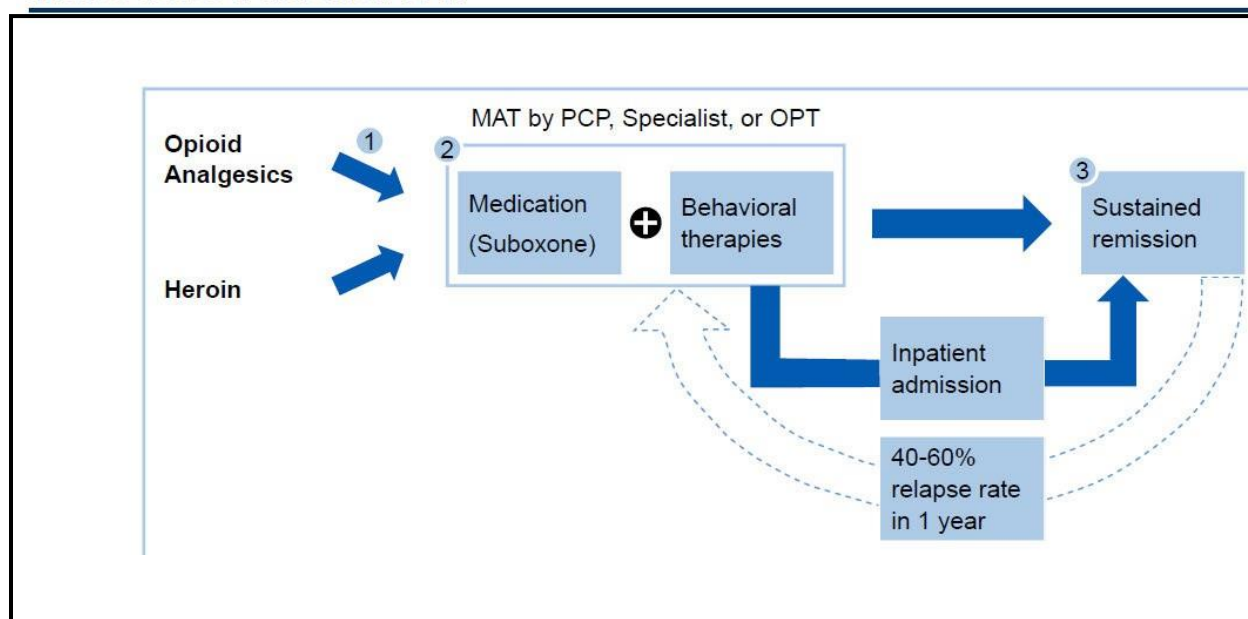 MAT by PCP, Specialist, or OPT
Opioid
Analgesics
1
Heroin
2
Medication
(Suboxone)
+
Behavioral
therapies
3
Sustained
remission
Inpatient
admission
40-60%
relapse rate
in 1 year